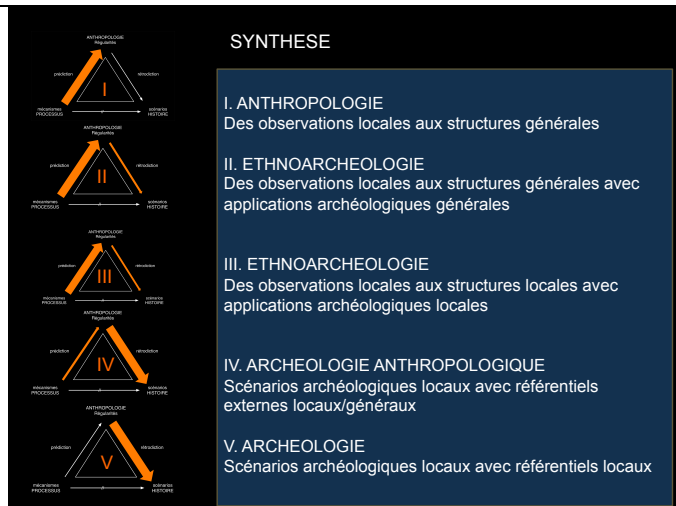 SYNTHESE
ANTHROPOLOGIE
Régularités
prédiction
rétrodiction
I
mécanismes
PROCESSUS
scénarios
HISTOIRE
I. ANTHROPOLOGIE
Des observations locales aux structures générales
ANTHROPOLOGIE
Régularités
prédiction
rétrodiction
II
mécanismes
PROCESSUS
scénarios
HISTOIRE
II. ETHNOARCHEOLOGIE
Des observations locales aux structures générales avec
applications archéologiques générales
ANTHROPOLOGIE
Régularités
prédiction
rétrodiction
III
mécanismes
PROCESSUS
scénarios
HISTOIRE
III. ETHNOARCHEOLOGIE
Des observations locales aux structures locales avec
applications archéologiques locales
ANTHROPOLOGIE
Régularités
prédiction
rétrodiction
IV
mécanismes
PROCESSUS
scénarios
HISTOIRE
IV. ARCHEOLOGIE ANTHROPOLOGIQUE
Scénarios archéologiques locaux avec référentiels
externes locaux/généraux
ANTHROPOLOGIE
Régularités
prédiction
rétrodiction
V
mécanismes
PROCESSUS
scénarios
HISTOIRE
V. ARCHEOLOGIE
Scénarios archéologiques locaux avec référentiels locaux